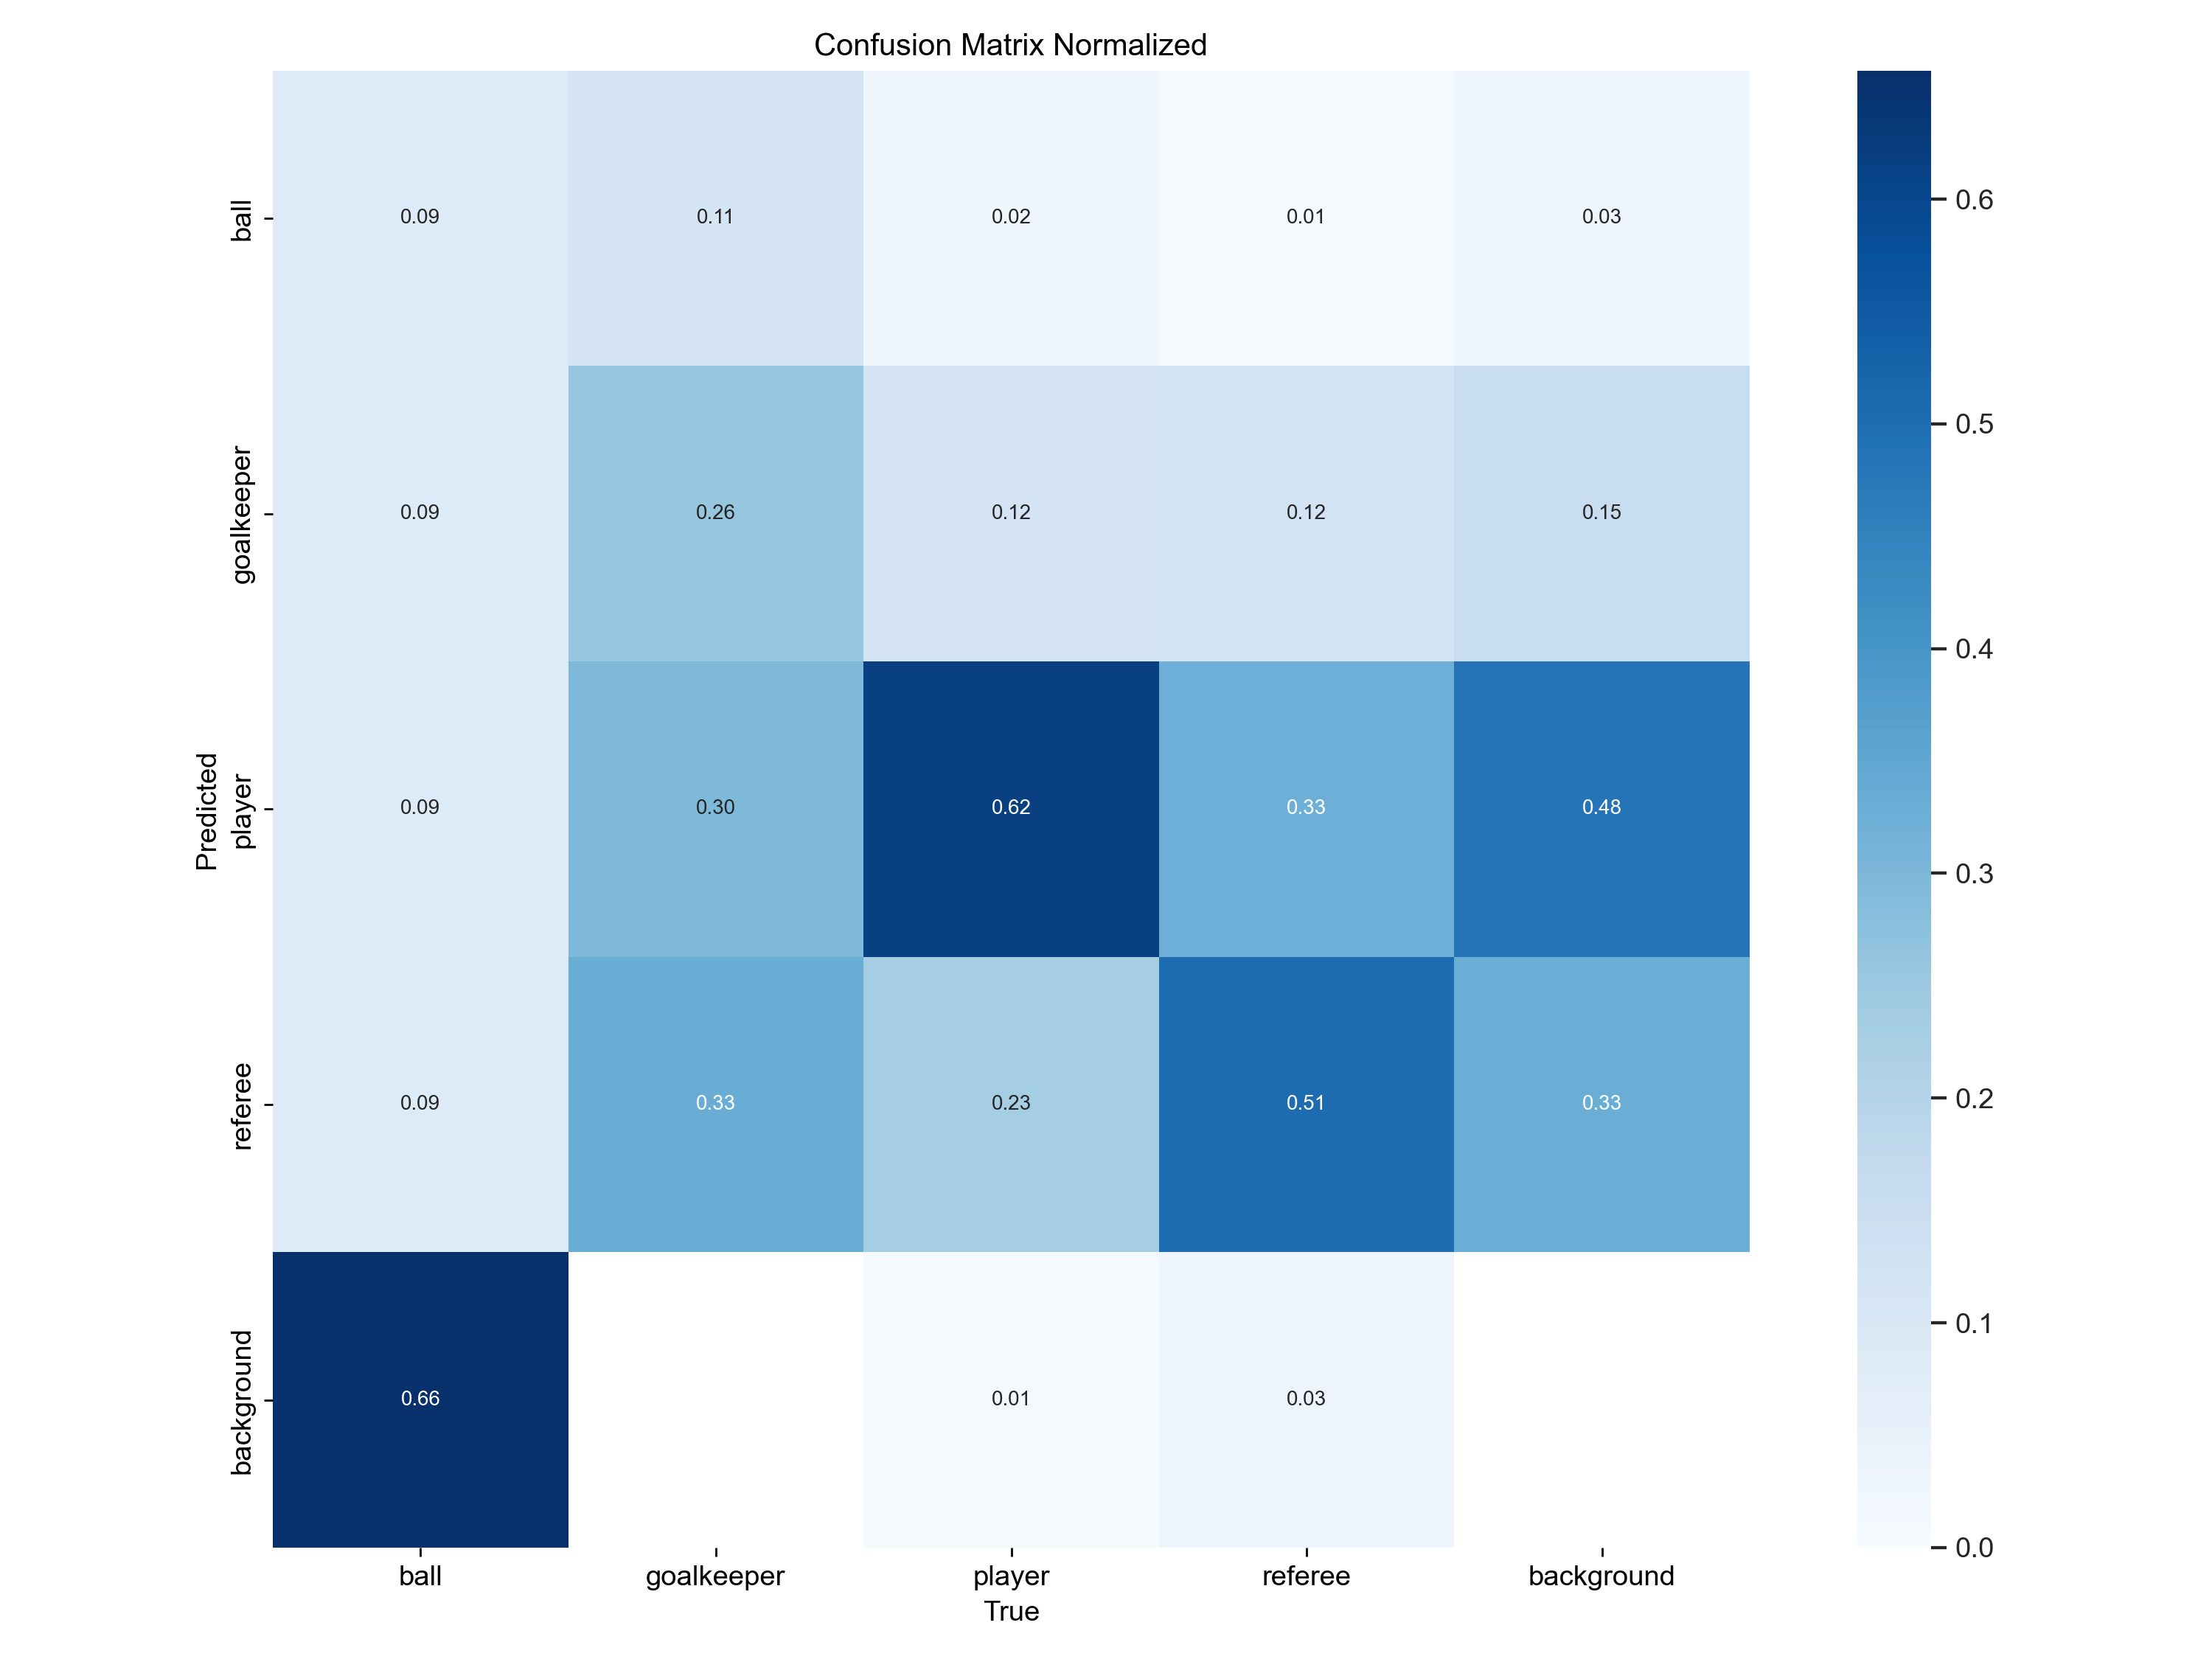 Confusion Matrix Normalized
Predicted
ball 0.09 0.11 0.02 0.01 0.03
goalkeeper 0.09 0.26 0.12 0.12 0.15
player 0.09 0.30 0.62 0.33 0.48
referee 0.09 0.33 0.23 0.51 0.33
background 0.66 0.01 0.03
ball goalkeeper player referee background
True
0.6
0.5
0.4
0.3
0.2
0.1
0.0